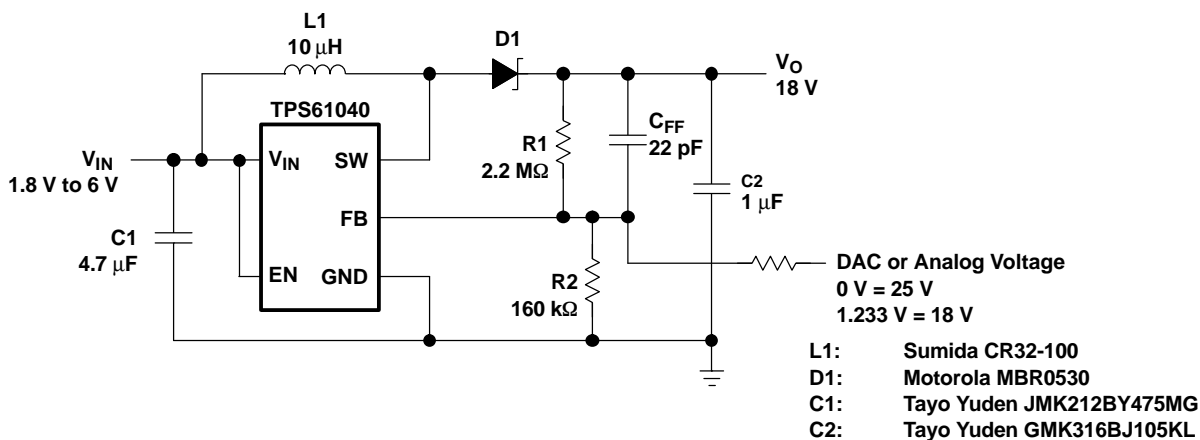 L1
10 μH
D1
VO
18 V
TPS61040
VIN
1.8 V to 6 V
VIN
SW
R1
2.2 MΩ
CFF
22 pF
C2
1 μF
FB
C1
4.7 μF
EN
GND
R2
160 kΩ
DAC or Analog Voltage
0 V = 25 V
1.233 V = 18 V
L1: Sumida CR32-100
D1: Motorola MBR0530
C1: Tayo Yuden JMK212BY475MG
C2: Tayo Yuden GMK316BJ105KL